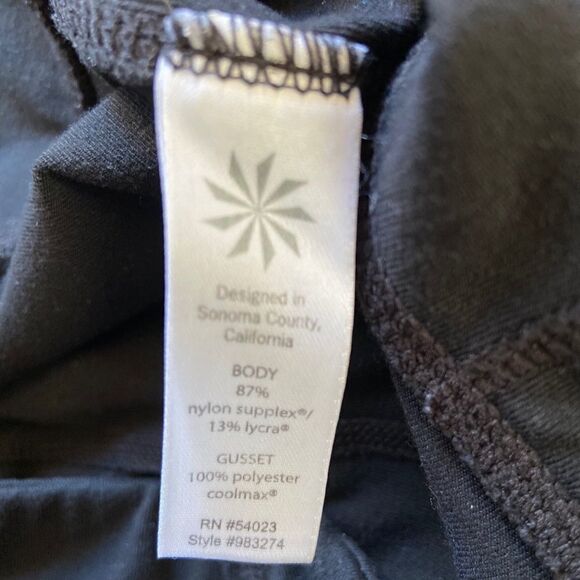 Designed in
Sonoma County,
California
BODY
87%
nylon supplex®/
13% lycra®
GUSSET
100% polyester
coolmax®
RN #54023
Style #983274